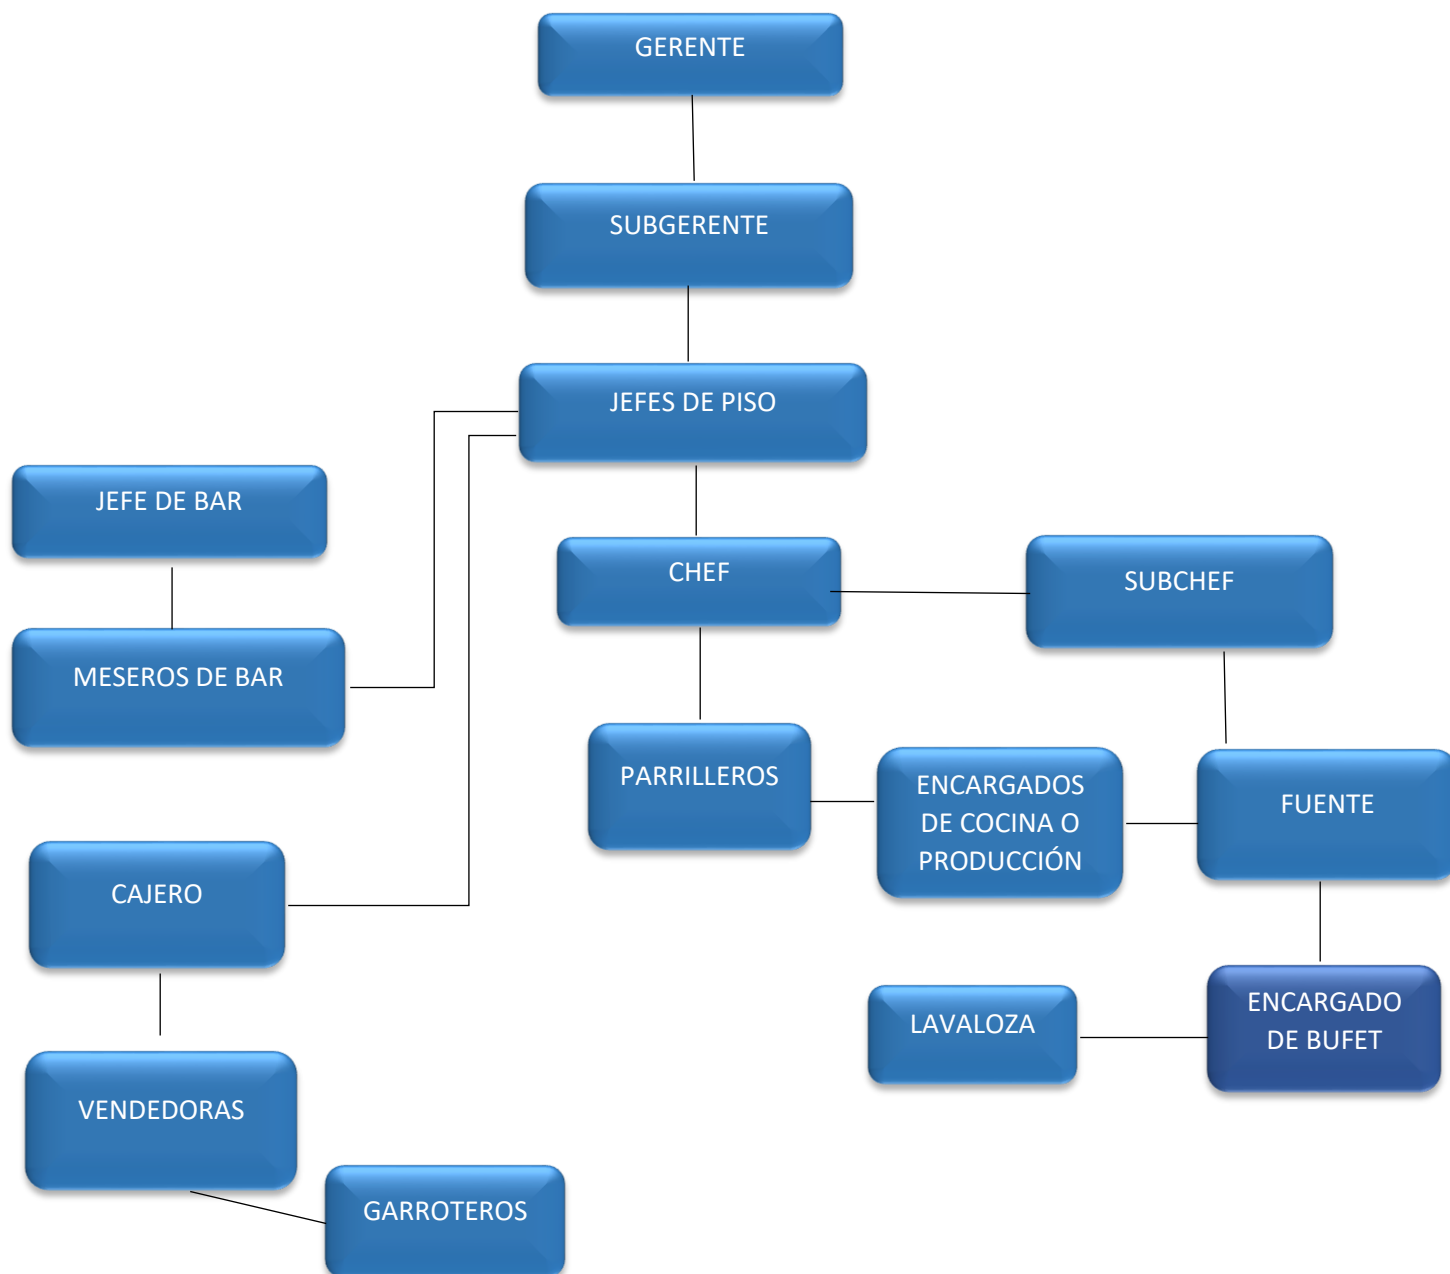 GERENTE
SUBGERENTE
JEFES DE PISO
JEFE DE BAR
CHEF
SUBCHEF
MESEROS DE BAR
PARRILLEROS
ENCARGADOS
DE COCINA O
PRODUCCIÓN
FUENTE
CAJERO
LAVALOZA
ENCARGADO
DE BUFET
VENDEDORAS
GARROTEROS